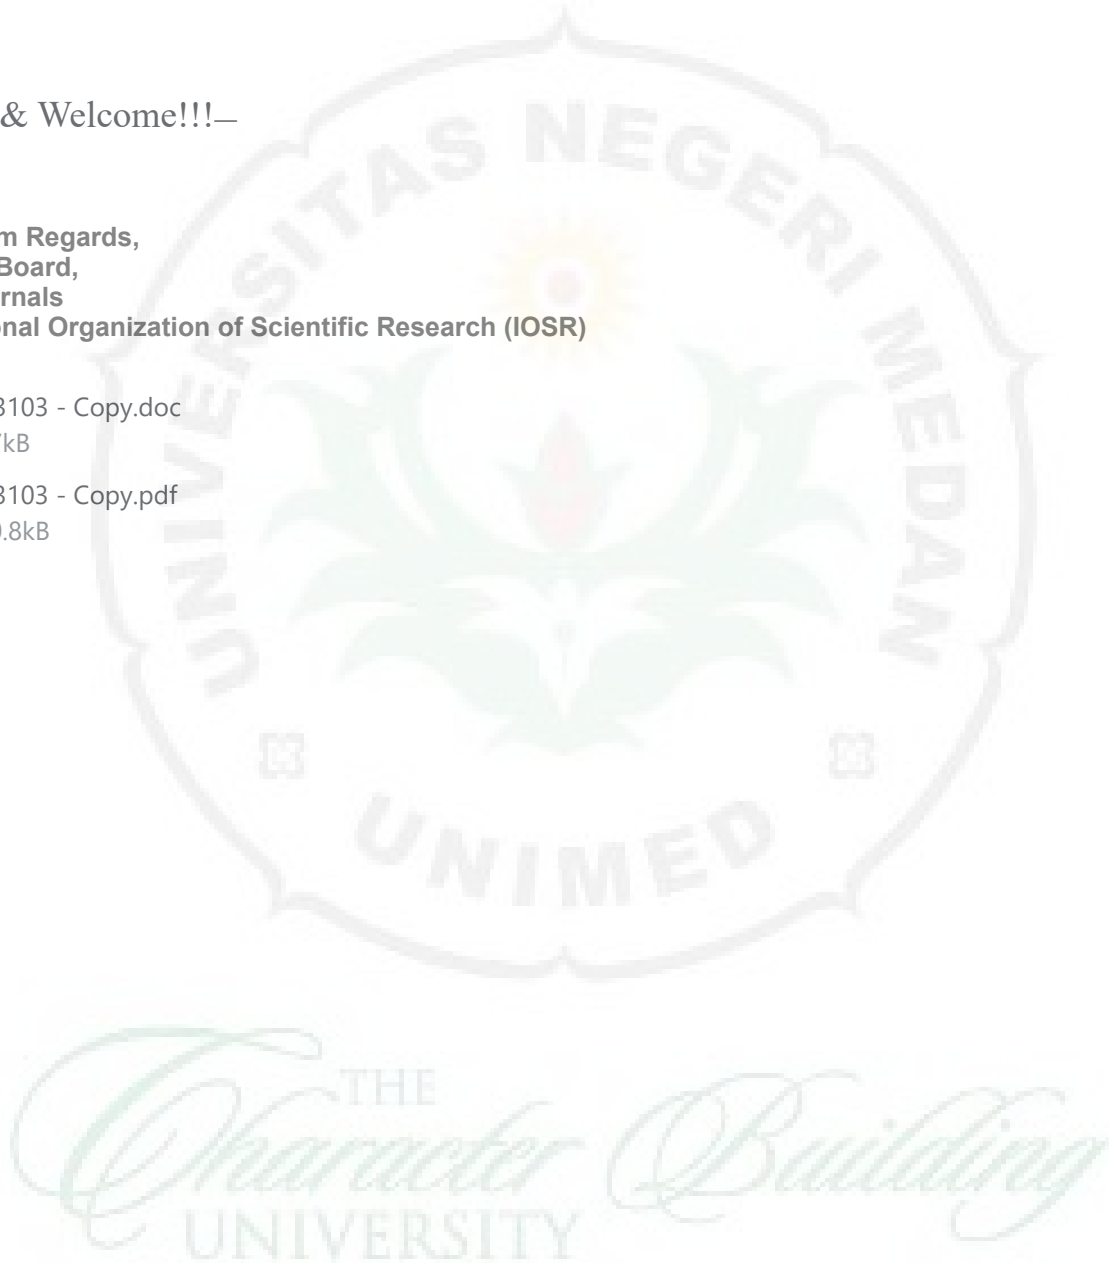 & Welcome!!!—
m Regards,
Board,
rnals
onal Organization of Scientific Research (IOSR)
3103 - Copy.doc
kB
3103 - Copy.pdf
.8kB
UNIVERSITAS NEGERI MEDAN
UNIMED
THE
Character Building
UNIVERSITY